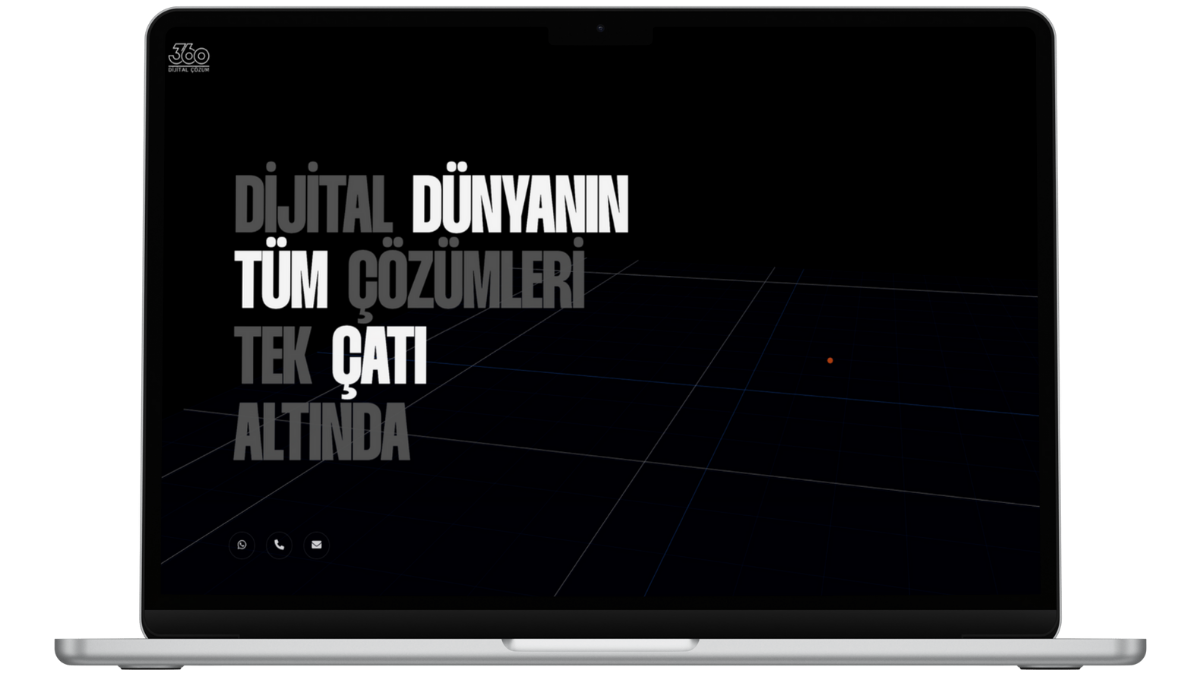 360
DİJİTAL ÇÖZÜM
DİJİTAL DÜNYANIN
TÜM ÇÖZÜMLERİ
TEK ÇATI
ALTINDA